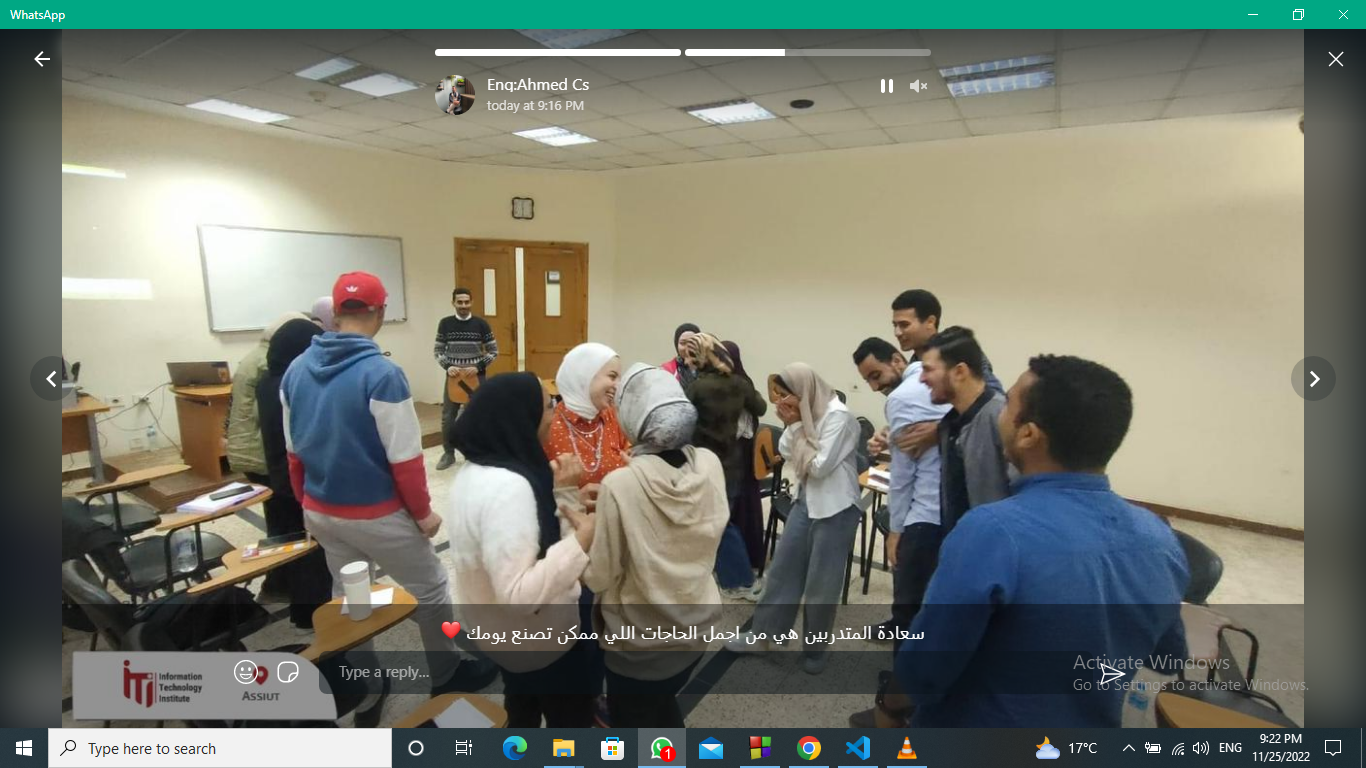 WhatsApp
Eng:Ahmed Cs
today at 9:16 PM
سعادة المتدربين هي من اجمل الحاجات اللي ممكن تصنع يومك ❤️
Type a reply...
iTi
Information
Technology
Institute
ASSIUT
Activate Windows
Go to Settings to activate Windows.
Type here to search
1
17°C
ENG
9:22 PM
11/25/2022